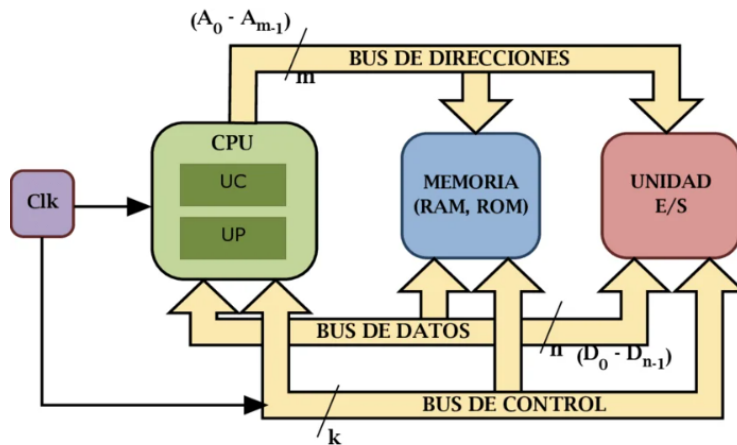 (A0 - Am-1)
BUS DE DIRECCIONES
m
CPU
UC
UP
Clk
MEMORIA
(RAM, ROM)
UNIDAD
E/S
BUS DE DATOS
n
(D0 - Dn-1)
BUS DE CONTROL
k